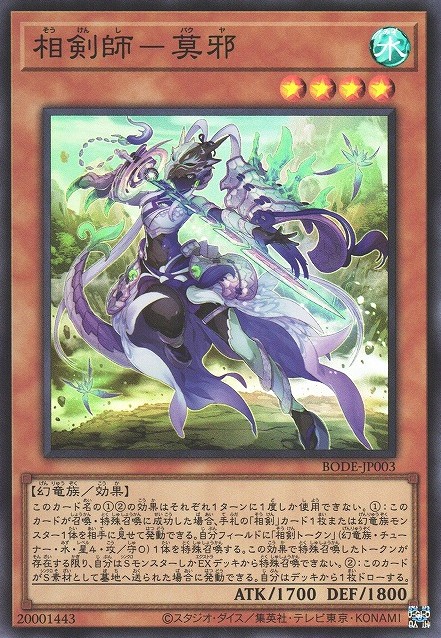 相剣師－莫邪
水
BODE-JP003
【幻竜族／効果】
このカード名の①②の効果はそれぞれ1ターンに1度しか使用できない。①：この
カードが召喚・特殊召喚に成功した場合、手札の「相剣」カード1枚または幻竜族モン
スター1体を相手に見せて発動できる。自分フィールドに「相剣トークン」(幻竜族・チュー
ナー・水・星4・攻／守０)1体を特殊召喚する。この効果で特殊召喚したトークンが
存在する限り、自分はＳモンスターしかEXデッキから特殊召喚できない。②：このカー
ドがＳ素材として墓地へ送られた場合に発動できる。自分はデッキから1枚ドローする。
ATK/1700 DEF/1800
20001443
©スタジオ・ダイス／集英社・テレビ東京・KONAMI